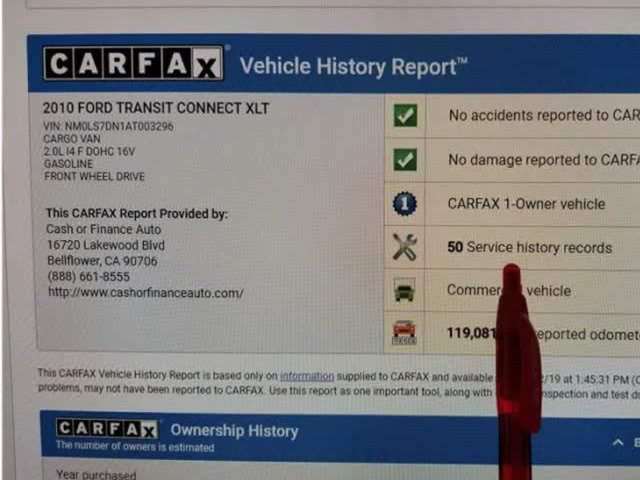 CARFAX Vehicle History Report™
2010 FORD TRANSIT CONNECT XLT
VIN: NM0LS7DN1AT003296
CARGO VAN
2.0L I4 F DOHC 16V
GASOLINE
FRONT WHEEL DRIVE
This CARFAX Report Provided by:
Cash or Finance Auto
16720 Lakewood Blvd
Bellflower, CA 90706
(888) 661-8555
http://www.cashorfinanceauto.com/
No accidents reported to CAR
No damage reported to CARFA
1 CARFAX 1-Owner vehicle
50 Service history records
vehicle
119,081 reported odomet
This CARFAX Vehicle History Report is based only on information supplied to CARFAX and available /19 at 1:45:31 PM (C
problems, may not have been reported to CARFAX. Use this report as one important tool, along with nspection and test d
CARFAX Ownership History
The number of owners is estimated
Year purchased